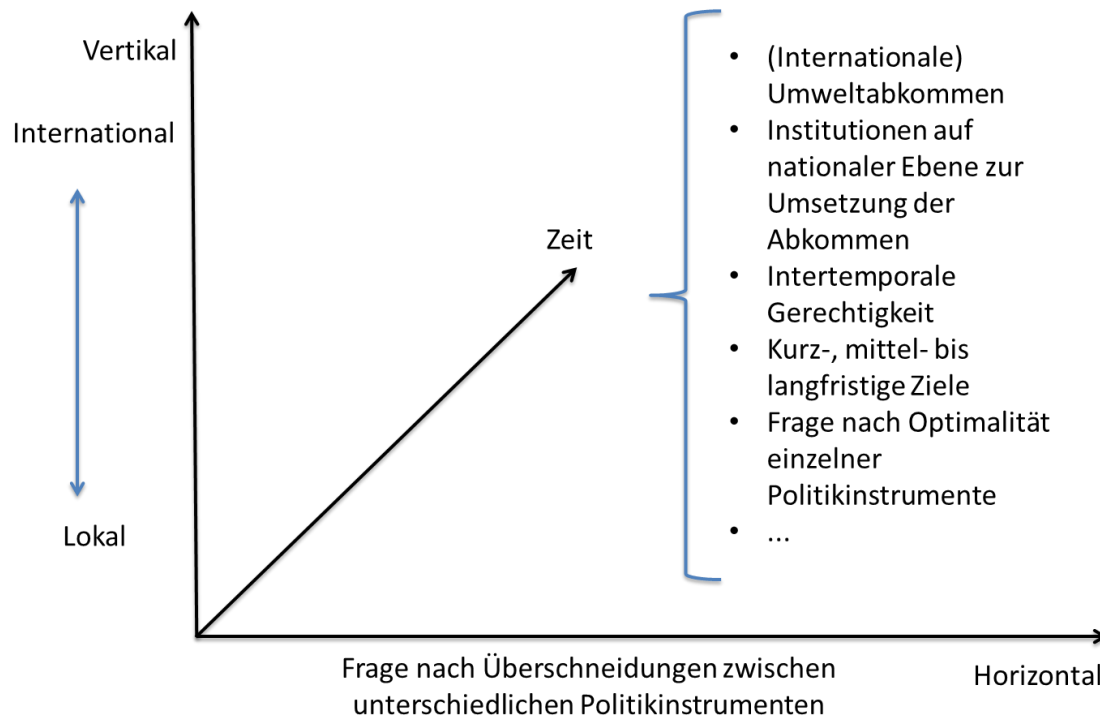 Vertikal
International
Lokal
Zeit
• (Internationale)
Umweltabkommen
• Institutionen auf
nationaler Ebene zur
Umsetzung der
Abkommen
• Intertemporale
Gerechtigkeit
• Kurz-, mittel- bis
langfristige Ziele
• Frage nach Optimalität
einzelner
Politikinstrumente
• ...
Frage nach Überschneidungen zwischen
unterschiedlichen Politikinstrumenten
Horizontal